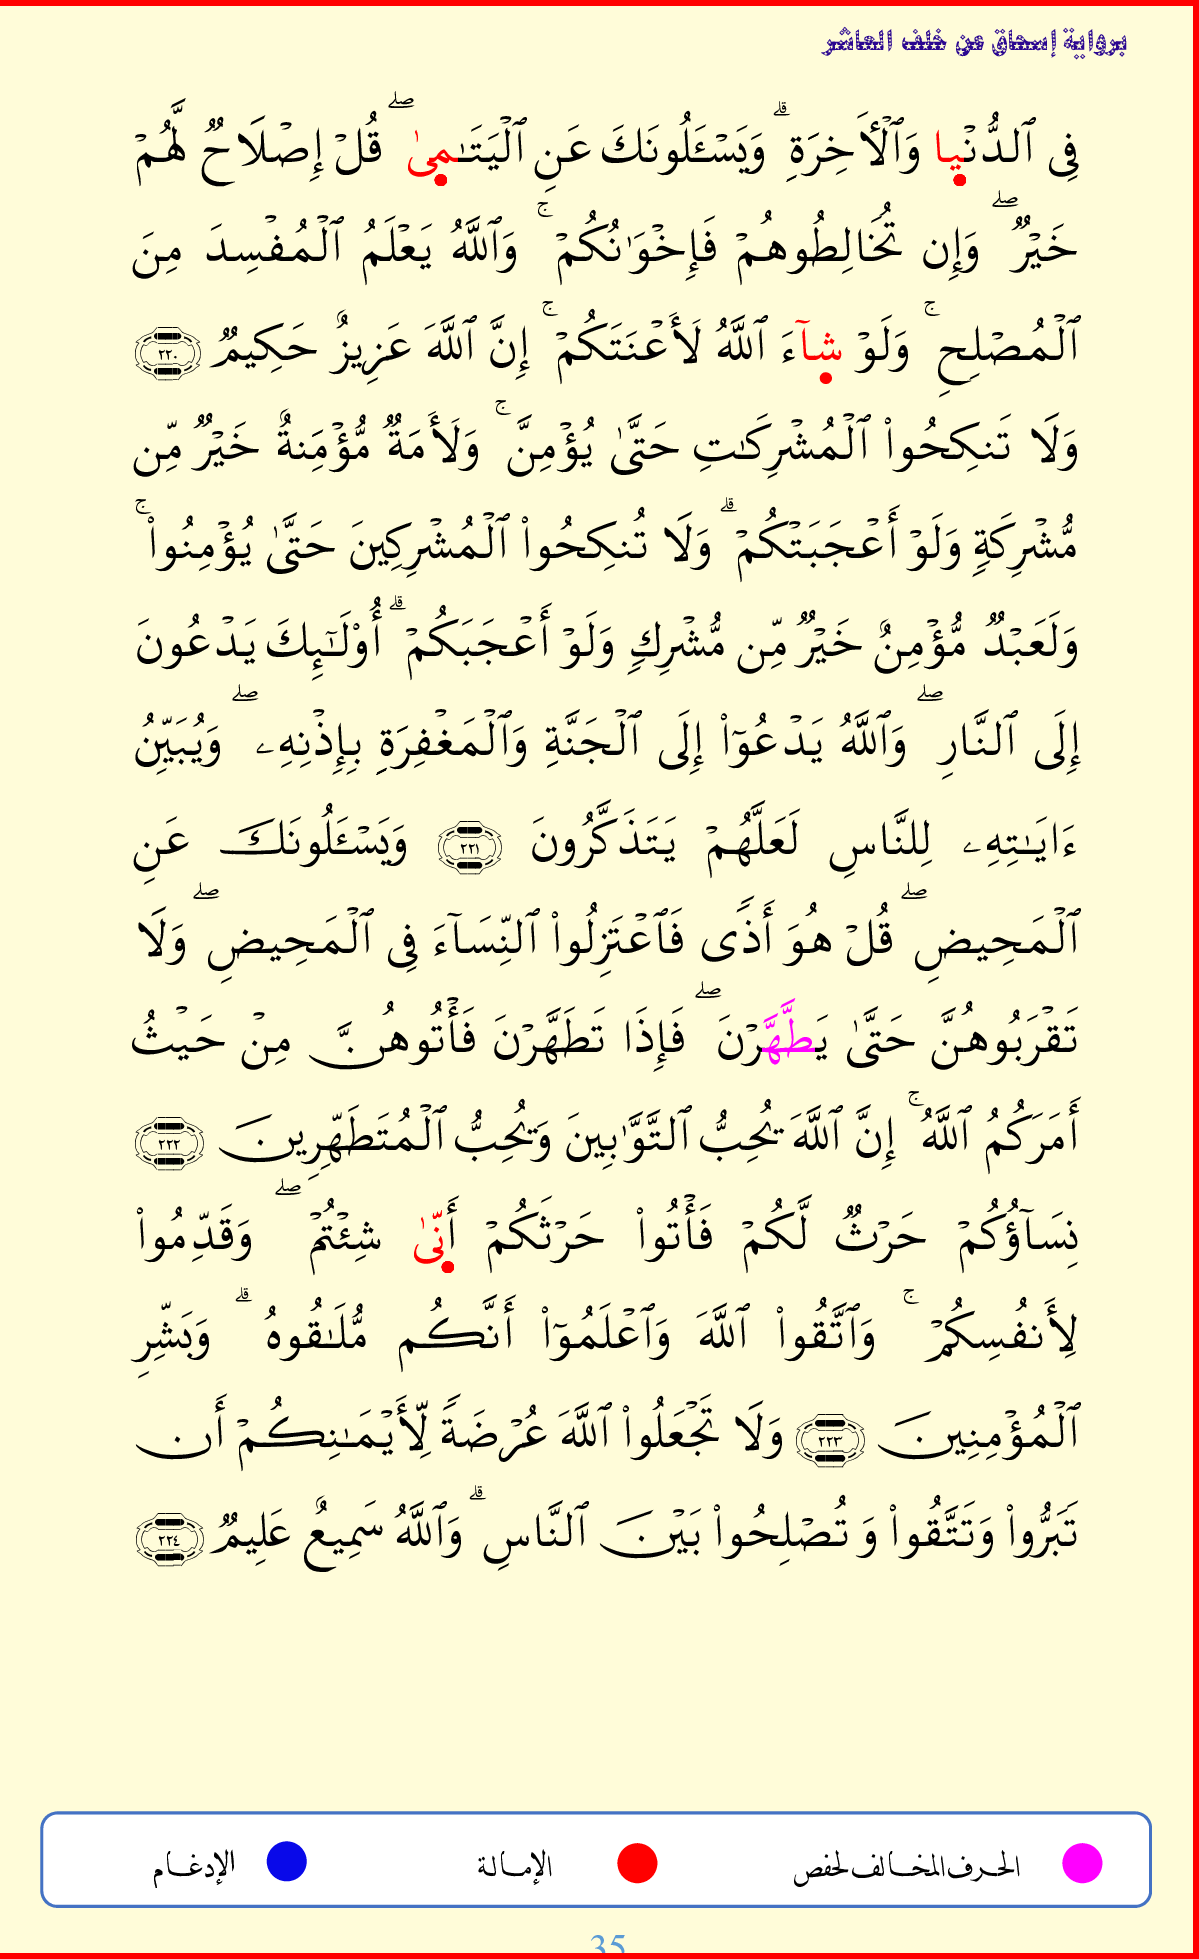 برواية إسحاق عن خلف العاشر
فِى ٱلدُّنْيا وَٱلْأَخِرَةِ ۗ وَيَسْـَٔلُونَكَ عَنِ ٱلْيَتَـٰمىٰ ۖ قُلْ إِصْلَاحٌ لَّهُمْ
خَيْرٌ ۖ وَإِن تُخَالِطُوهُمْ فَإِخْوَٰنُكُمْ ۚ وَٱللَّهُ يَعْلَمُ ٱلْمُفْسِدَ مِنَ
ٱلْمُصْلِحِ ۚ وَلَوْ شآءَ ٱللَّهُ لَأَعْنَتَكُمْ ۚ إِنَّ ٱللَّهَ عَزِيزٌ حَكِيمٌ ٢٢٠
وَلَا تَنكِحُوا۟ ٱلْمُشْرِكَـٰتِ حَتَّىٰ يُؤْمِنَّ ۚ وَلَأَمَةٌ مُّؤْمِنَةٌ خَيْرٌ مِّن
مُّشْرِكَةٍ وَلَوْ أَعْجَبَتْكُمْ ۗ وَلَا تُنكِحُوا۟ ٱلْمُشْرِكِينَ حَتَّىٰ يُؤْمِنُوا۟ ۚ
وَلَعَبْدٌ مُّؤْمِنٌ خَيْرٌ مِّن مُّشْرِكٍ وَلَوْ أَعْجَبَكُمْ ۗ أُو۟لَـٰٓئِكَ يَدْعُونَ
إِلَى ٱلنَّارِ ۖ وَٱللَّهُ يَدْعُوٓا۟ إِلَى ٱلْجَنَّةِ وَٱلْمَغْفِرَةِ بِإِذْنِهِۦ ۖ وَيُبَيِّنُ
ءَايَـٰتِهِۦ لِلنَّاسِ لَعَلَّهُمْ يَتَذَكَّرُونَ ٢٢١ وَيَسْـَٔلُونَكَ عَنِ
ٱلْمَحِيضِ ۖ قُلْ هُوَ أَذًى فَٱعْتَزِلُوا۟ ٱلنِّسَآءَ فِى ٱلْمَحِيضِ ۖ وَلَا
تَقْرَبُوهُنَّ حَتَّىٰ يَطَّهَّرْنَ ۖ فَإِذَا تَطَهَّرْنَ فَأْتُوهُنَّ مِنْ حَيْثُ
أَمَرَكُمُ ٱللَّهُ ۚ إِنَّ ٱللَّهَ يُحِبُّ ٱلتَّوَّٰبِينَ وَيُحِبُّ ٱلْمُتَطَهِّرِينَ ٢٢٢
نِسَآؤُكُمْ حَرْثٌ لَّكُمْ فَأْتُوا۟ حَرْثَكُمْ أَنّىٰ شِئْتُمْ ۖ وَقَدِّمُوا۟
لِأَنفُسِكُمْ ۚ وَٱتَّقُوا۟ ٱللَّهَ وَٱعْلَمُوٓا۟ أَنَّكُم مُّلَـٰقُوهُ ۗ وَبَشِّرِ
ٱلْمُؤْمِنِينَ ٢٢٣ وَلَا تَجْعَلُوا۟ ٱللَّهَ عُرْضَةً لِّأَيْمَـٰنِكُمْ أَن
تَبَرُّوا۟ وَتَتَّقُوا۟ وَ تُصْلِحُوا۟ بَيْنَ ٱلنَّاسِ ۗ وَٱللَّهُ سَمِيعٌ عَلِيمٌ ٢٢٤
الحرف المخالف لحفص الإمالة الإدغام
35